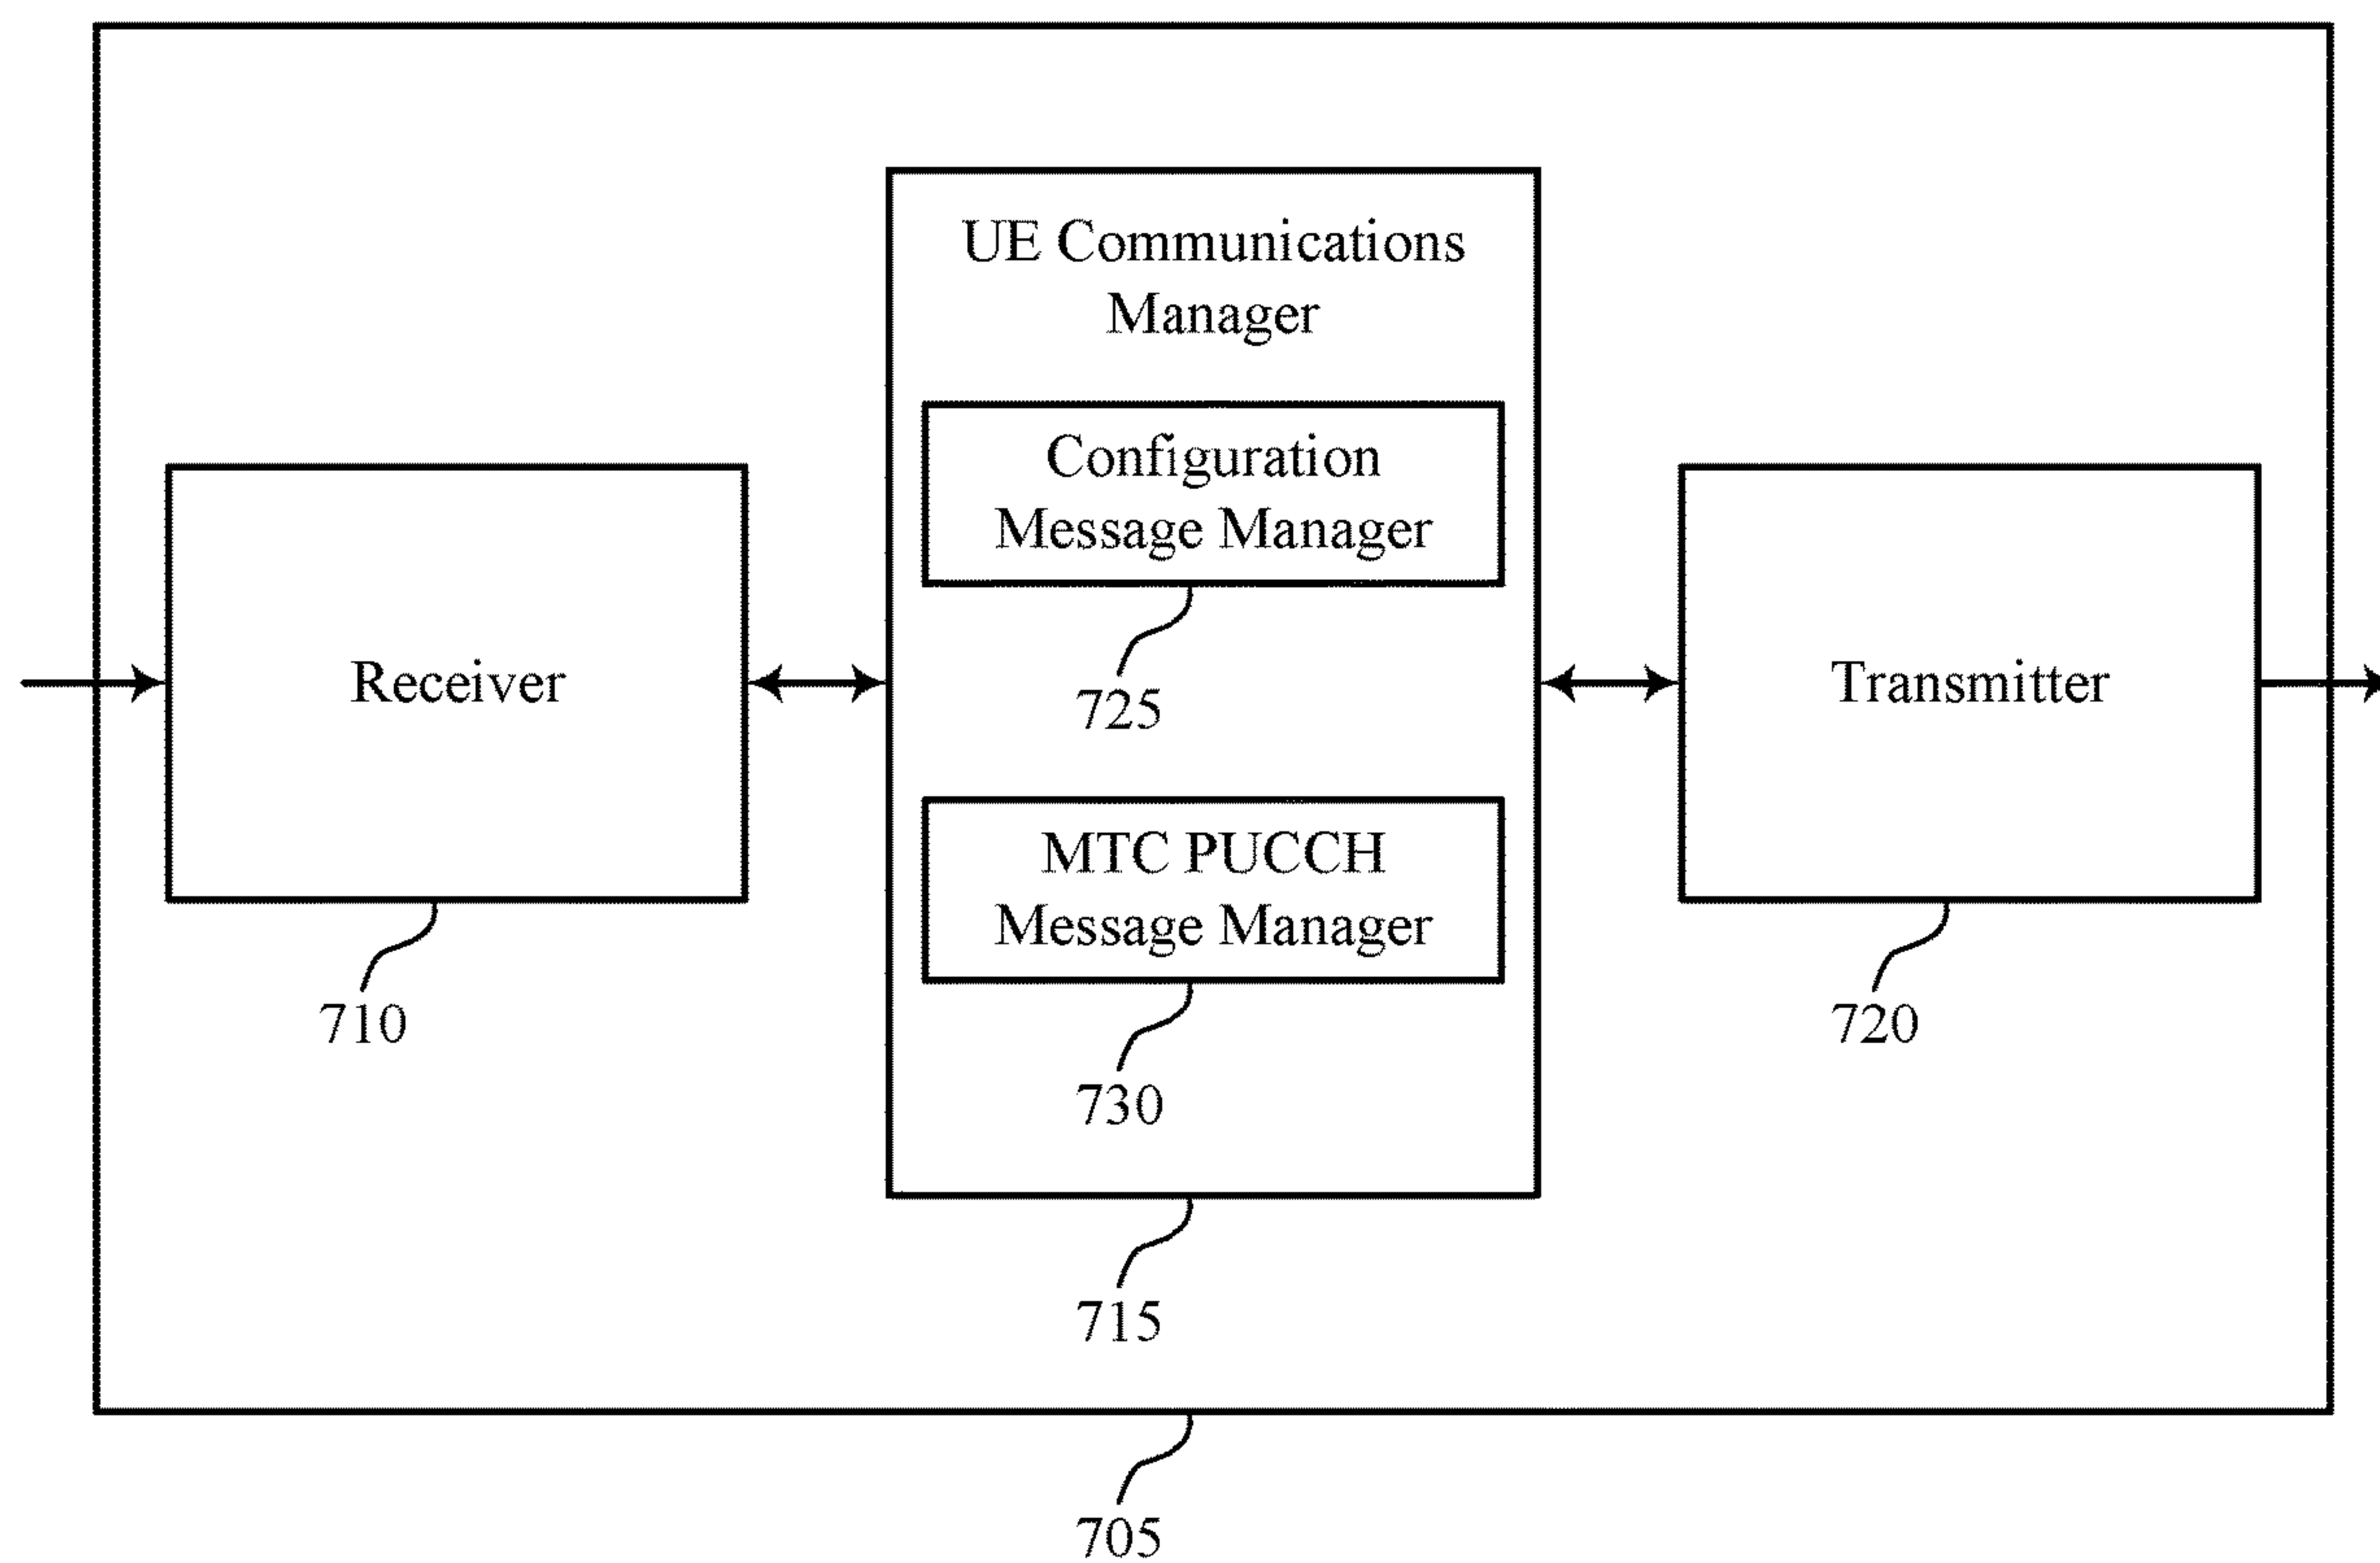 UE Communications
Manager
Configuration
Message Manager
725
Receiver
710
MTC PUCCH
Message Manager
730
Transmitter
720
715
705